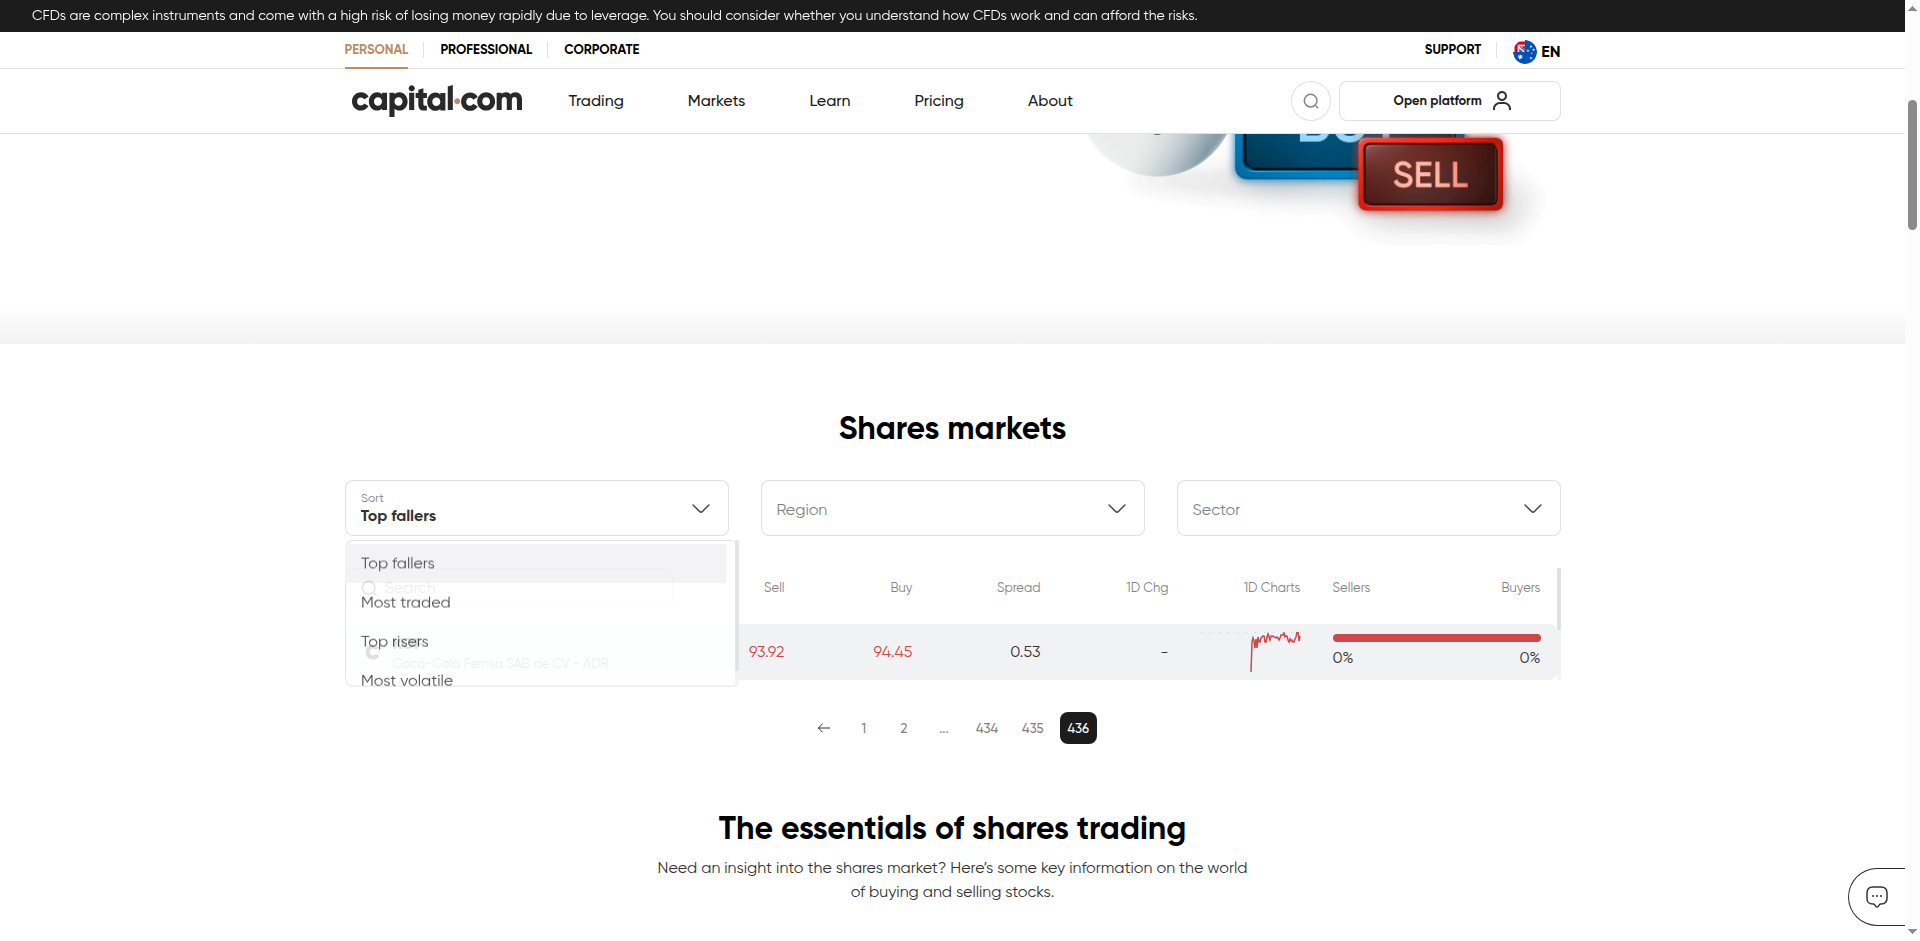 CFDs are complex instruments and come with a high risk of losing money rapidly due to leverage. You should consider whether you understand how CFDs work and can afford the risks.
PERSONAL
PROFESSIONAL
CORPORATE
SUPPORT
EN
capital.com
Trading
Markets
Learn
Pricing
About
Open platform
SELL
Shares markets
Sort
Top fallers
Region
Sector
Top fallers
Search
Most traded
Top risers
Coca-Cola Femsa SAB de CV - ADR
Most volatile
Sell
Buy
Spread
1D Chg
1D Charts
Sellers
Buyers
93.92
94.45
0.53
-
0%
0%
1
2
...
434
435
436
The essentials of shares trading
Need an insight into the shares market? Here’s some key information on the world
of buying and selling stocks.